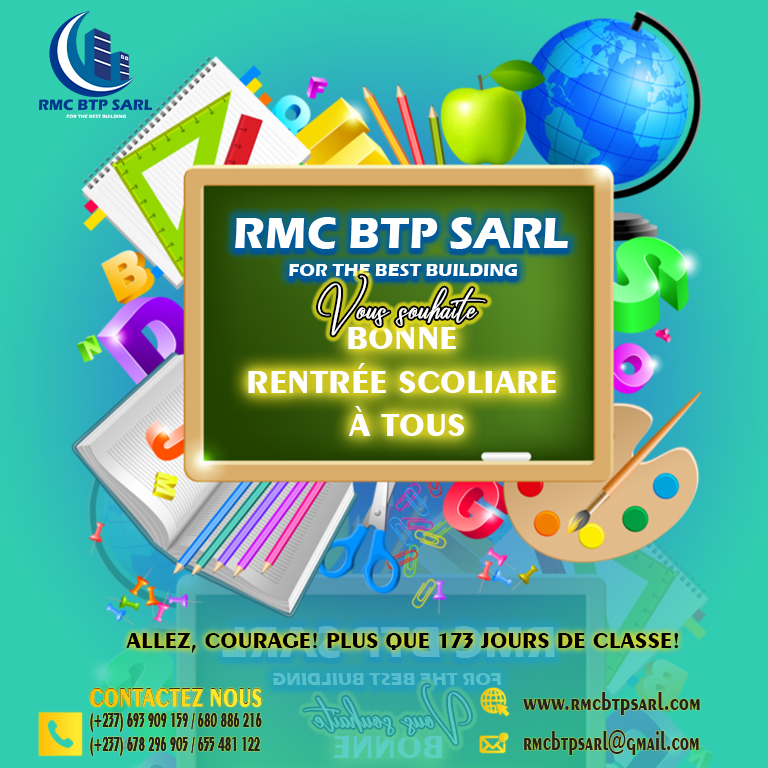 RMC BTP SARL
FOR THE BEST BUILDING
RMC BTP SARL
FOR THE BEST BUILDING
Vous souhaite
BONNE
RENTRÉE SCOLIARE
À TOUS
ALLEZ, COURAGE! PLUS QUE 173 JOURS DE CLASSE!
CONTACTEZ NOUS
(+237) 693 909 159 / 680 886 216
(+237) 678 296 905 / 655 481 122
www.rmcbtpsarl.com
rmcbtpsarl@gmail.com